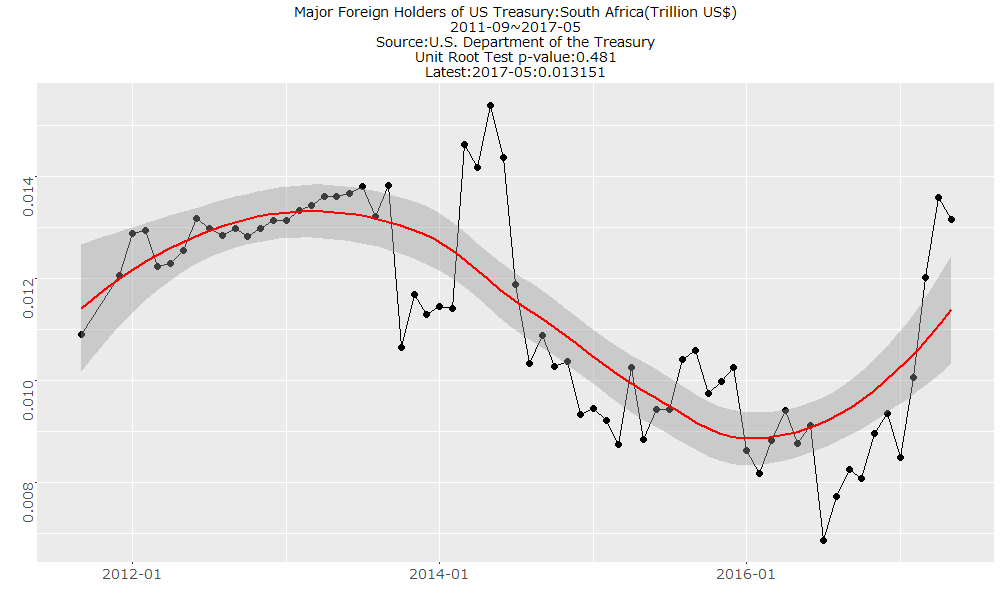 Major Foreign Holders of US Treasury:South Africa(Trillion US$)
2011-09~2017-05
Source:U.S. Department of the Treasury
Unit Root Test p-value:0.481
Latest:2017-05:0.013151
0.014
0.012
0.010
0.008
2012-01
2014-01
2016-01